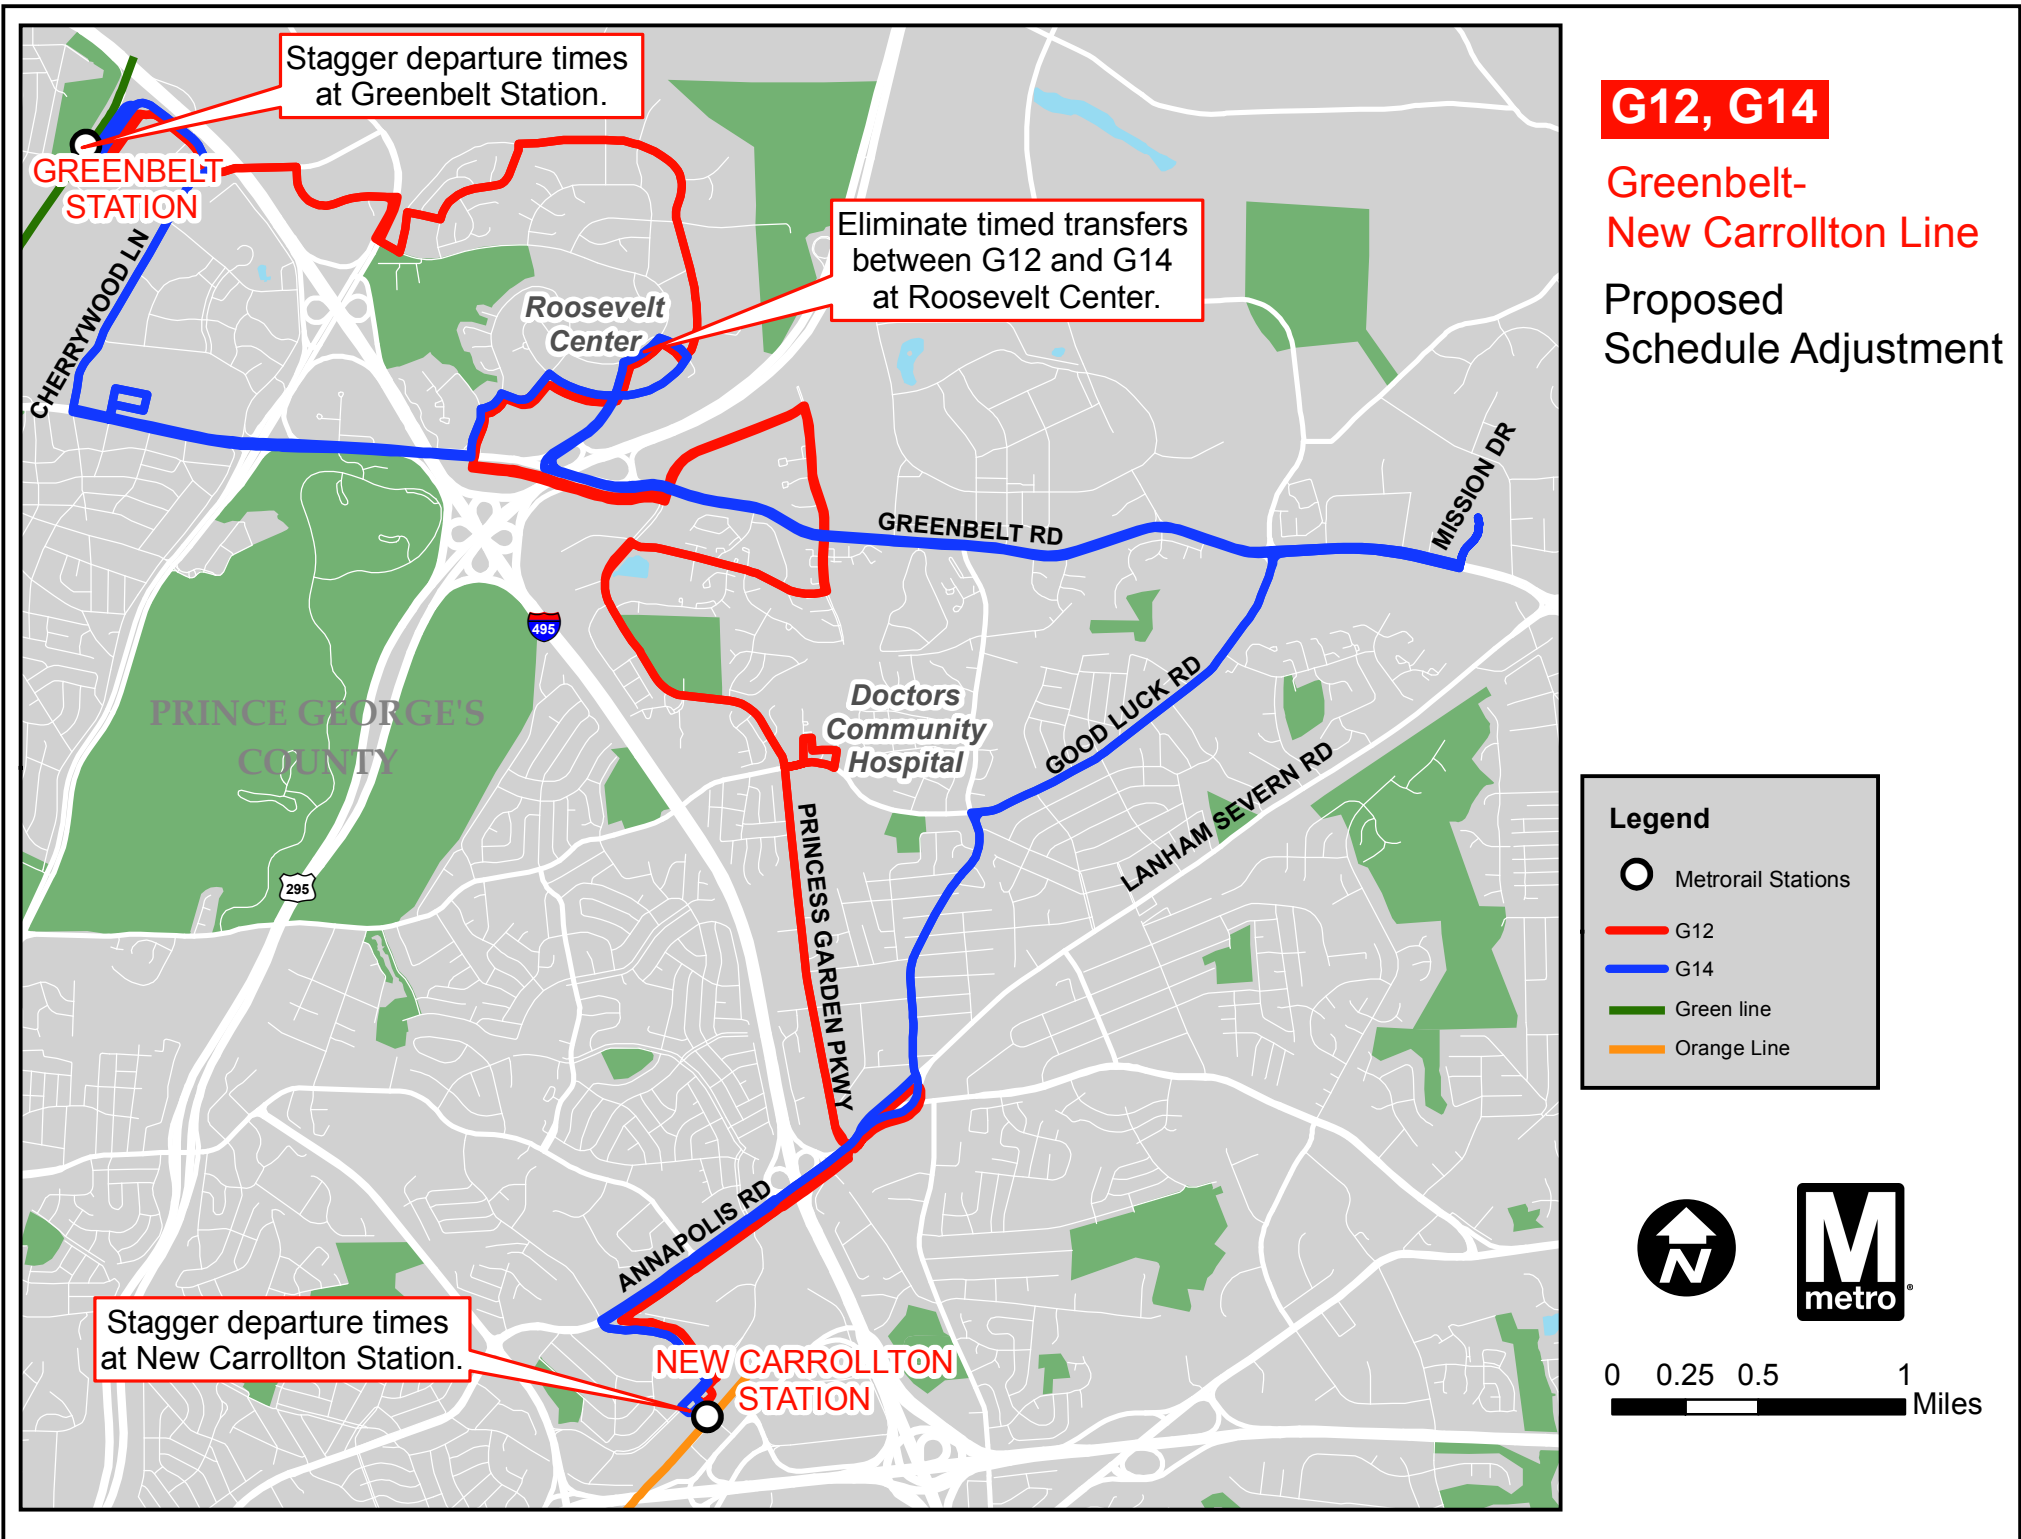 Stagger departure times
at Greenbelt Station.
GREENBELT
STATION
CHERRYWOOD LN
Roosevelt
Center
Eliminate timed transfers
between G12 and G14
at Roosevelt Center.
GREENBELT RD
MISSION DR
495
PRINCE GEORGE'S
COUNTY
Doctors
Community
Hospital
GOOD LUCK RD
LANHAM SEVERN RD
PRINCESS GARDEN PKWY
295
ANNAPOLIS RD
Stagger departure times
at New Carrollton Station.
NEW CARROLLTON
STATION
G12, G14
Greenbelt-
New Carrollton Line
Proposed
Schedule Adjustment
Legend
Metrorail Stations
G12
G14
Green line
Orange Line
N
M
metro
®
0 0.25 0.5 1
Miles